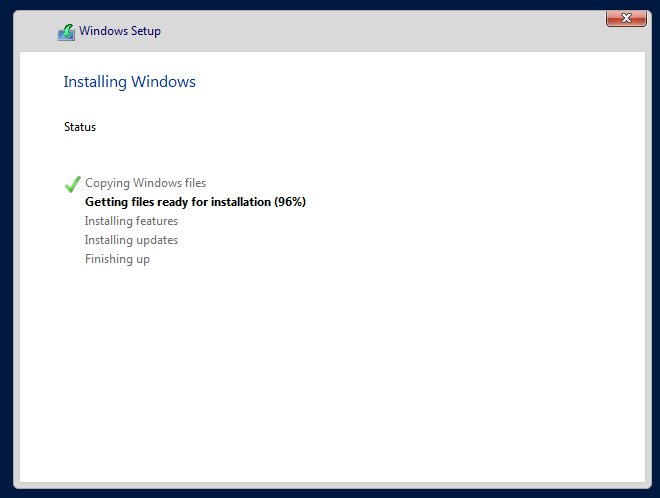 Windows Setup
Installing Windows
Status
Copying Windows files
Getting files ready for installation (96%)
Installing features
Installing updates
Finishing up